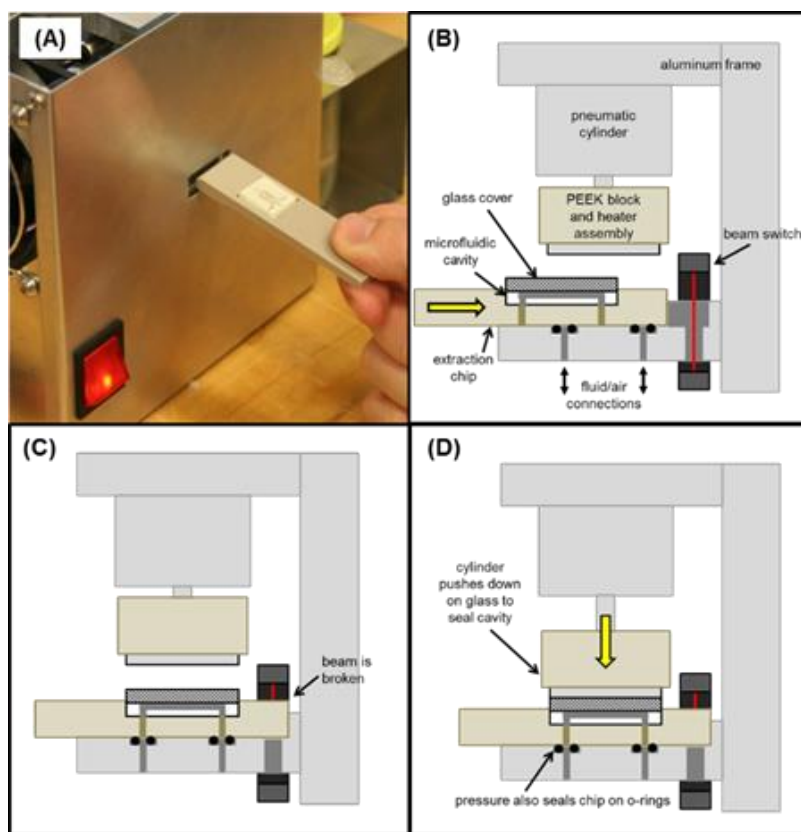 (A)
(B)
aluminum frame
pneumatic
cylinder
PEEK block
and heater
assembly
glass cover
microfluidic
cavity
beam switch
extraction
chip
fluid/air
connections
(C)
beam is
broken
(D)
cylinder
pushes down
on glass to
seal cavity
pressure also seals chip on o-rings